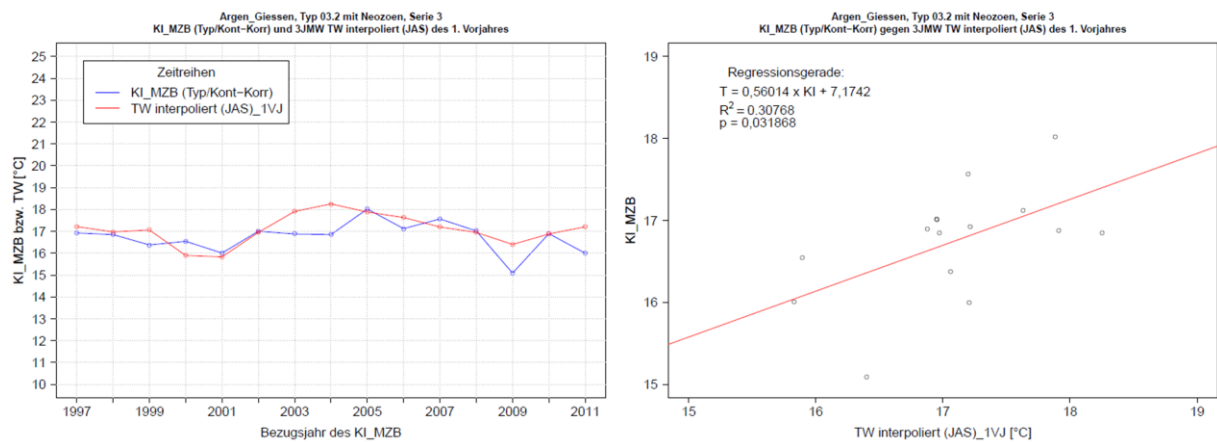 Argen_Giessen, Typ 03.2 mit Neozoen, Serie 3
KI_MZB (Typ/Kont-Korr) und 3JMW TW interpoliert (JAS) des 1. Vorjahres
KI_MZB bzw. TW [°C]
25
24
23
22
21
20
19
18
17
16
15
14
13
12
11
10
Zeitreihen
KI_MZB (Typ/Kont-Korr)
TW interpoliert (JAS)_1VJ
1997 1999 2001 2003 2005 2007 2009 2011
Bezugsjahr des KI_MZB
Argen_Giessen, Typ 03.2 mit Neozoen, Serie 3
KI_MZB (Typ/Kont-Korr) gegen 3JMW TW interpoliert (JAS) des 1. Vorjahres
KI_MZB
19
18
17
16
15
Regressionsgerade:
T = 0,56014 x KI + 7,1742
R² = 0.30768
p = 0,031868
15 16 17 18 19
TW interpoliert (JAS)_1VJ [°C]